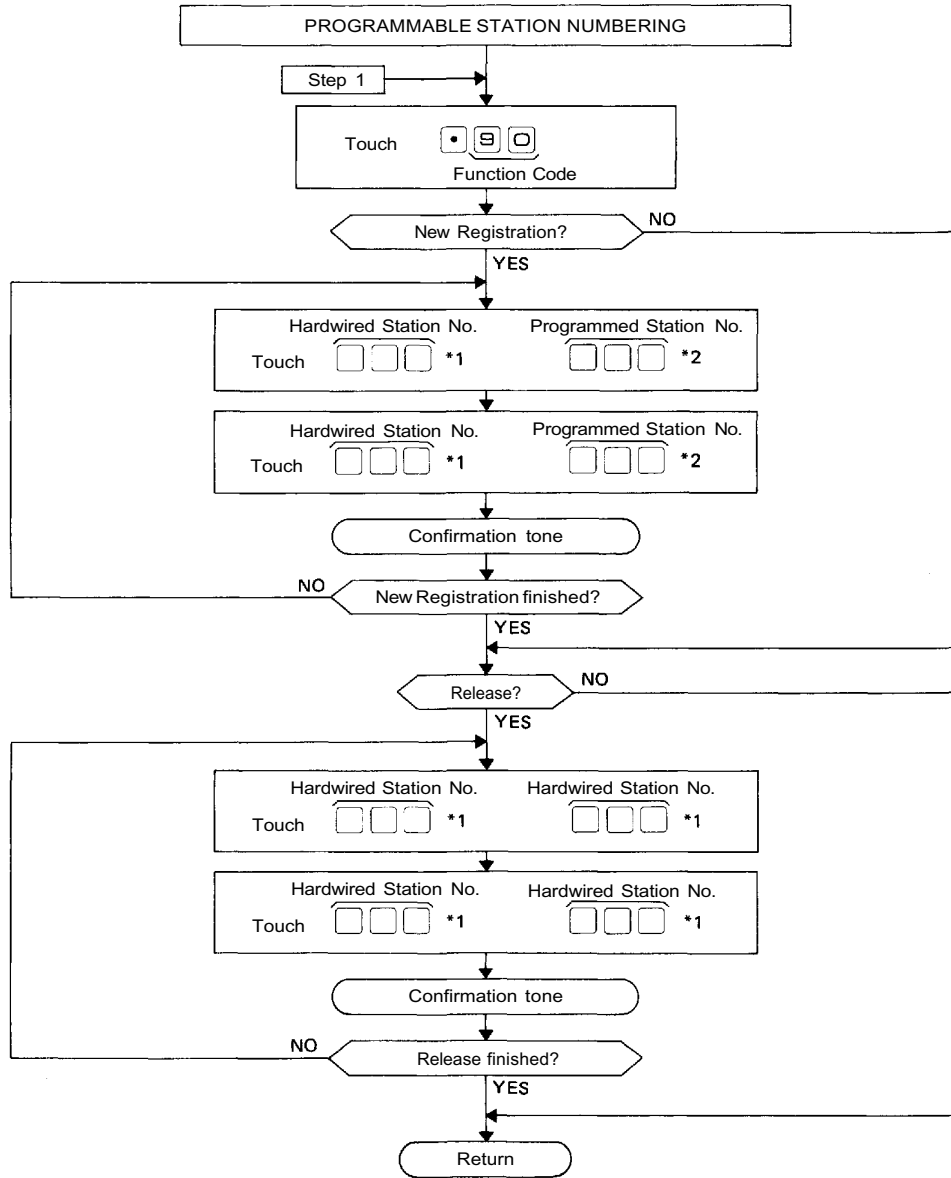 PROGRAMMABLE STATION NUMBERING
Step 1
Touch • 9 0
Function Code
New Registration? NO
YES
Hardwired Station No. Programmed Station No.
Touch *1 *2
Hardwired Station No. Programmed Station No.
Touch *1 *2
Confirmation tone
NO New Registration finished?
YES
Release? NO
YES
Hardwired Station No. Hardwired Station No.
Touch *1 *1
Hardwired Station No. Hardwired Station No.
Touch *1 *1
Confirmation tone
NO Release finished?
YES
Return